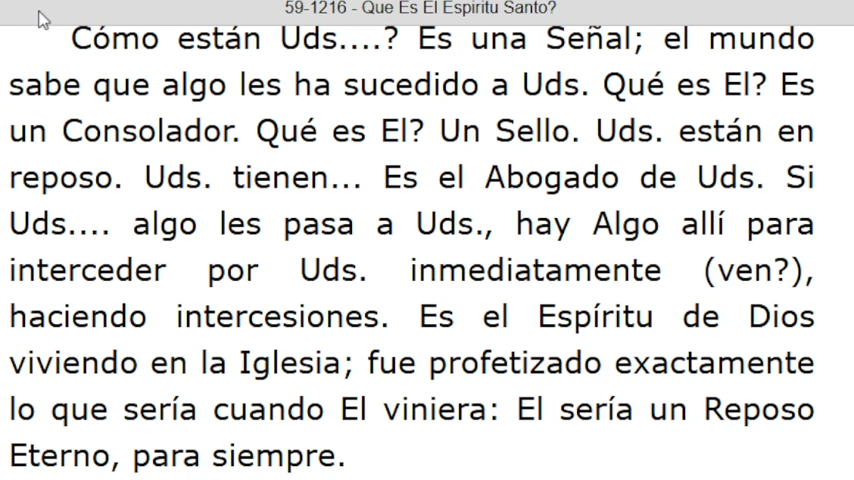 59-1216 - Que Es El Espiritu Santo?
Cómo están Uds....? Es una Señal; el mundo
sabe que algo les ha sucedido a Uds. Qué es El? Es
un Consolador. Qué es El? Un Sello. Uds. están en
reposo. Uds. tienen... Es el Abogado de Uds. Si
Uds.... algo les pasa a Uds., hay Algo allí para
interceder por Uds. inmediatamente (ven?),
haciendo intercesiones. Es el Espíritu de Dios
viviendo en la Iglesia; fue profetizado exactamente
lo que sería cuando El viniera: El sería un Reposo
Eterno, para siempre.